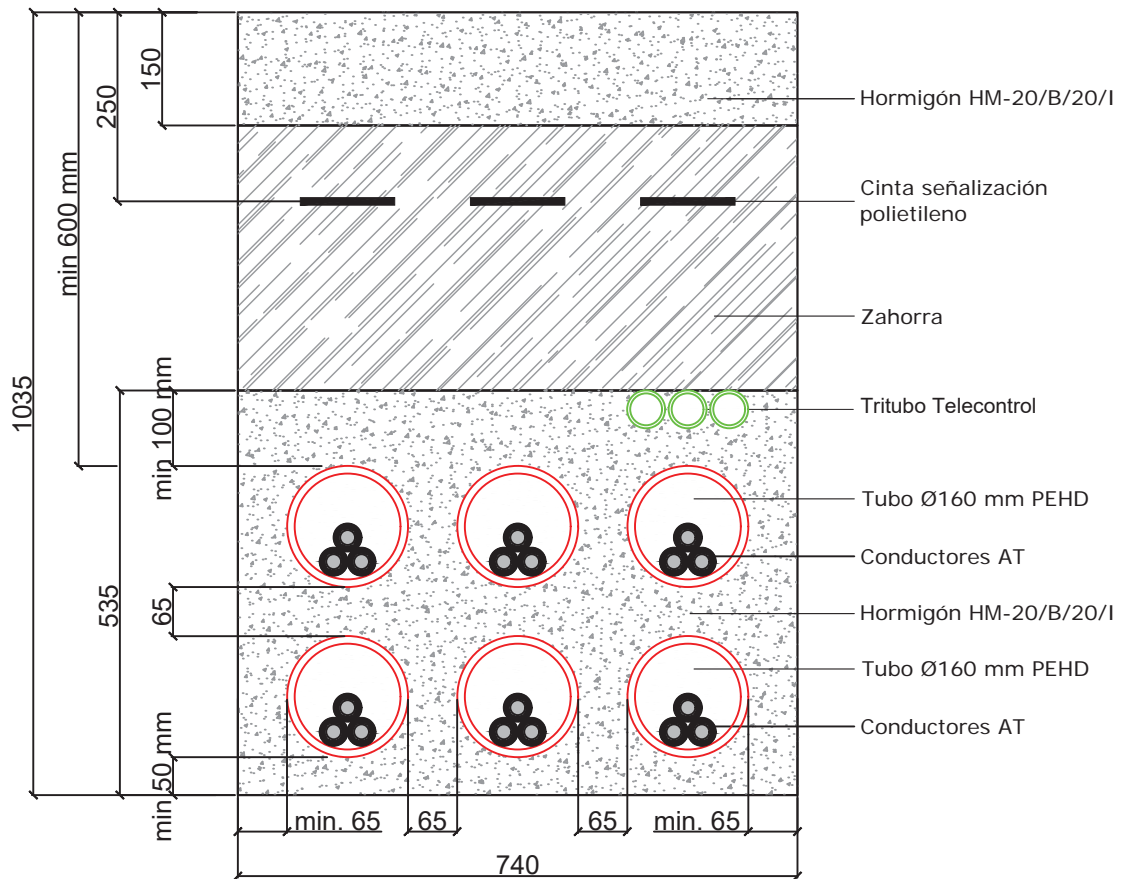 150
250
min 600 mm
1035
min 100 mm
535
65
min 50 mm
Hormigón HM-20/B/20/I
Cinta señalización
polietileno
Zahorra
Tritubo Telecontrol
Tubo Ø160 mm PEHD
Conductores AT
Hormigón HM-20/B/20/I
Tubo Ø160 mm PEHD
Conductores AT
min. 65
65
65
min. 65
740